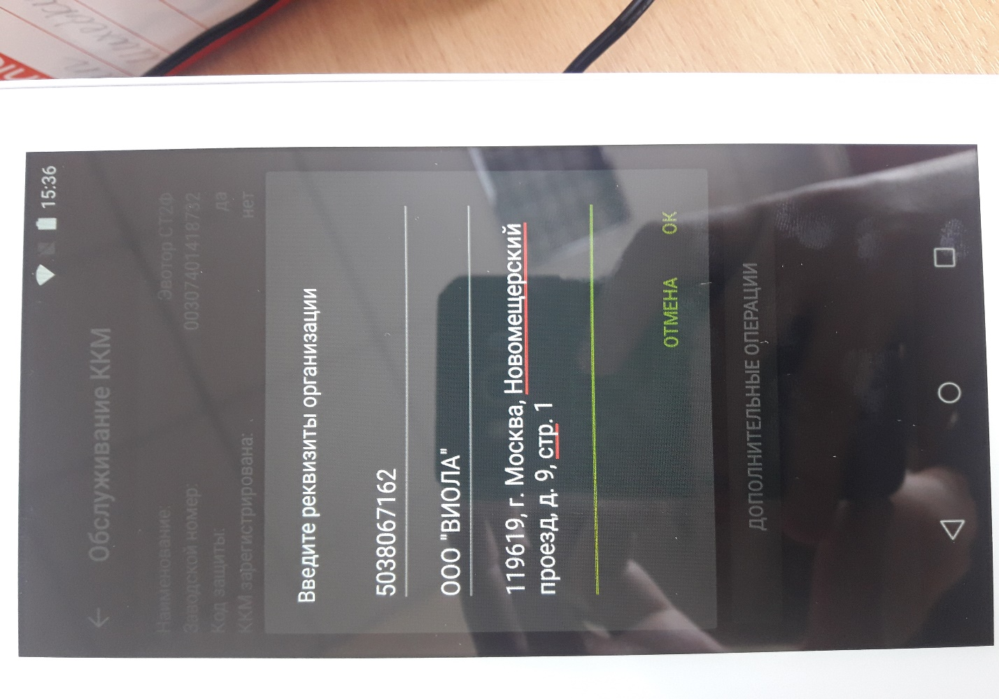 15:36
Обслуживание ККМ
Наименование: Эвотор СТ2Ф
Заводской номер: 00307401418732
Код защиты: да
ККМ зарегистрирована: нет
Введите реквизиты организации
5038067162
ООО "ВИОЛА"
119619, г. Москва, Новомещерский
проезд, д. 9, стр. 1
ОТМЕНА ОК
ДОПОЛНИТЕЛЬНЫЕ ОПЕРАЦИИ